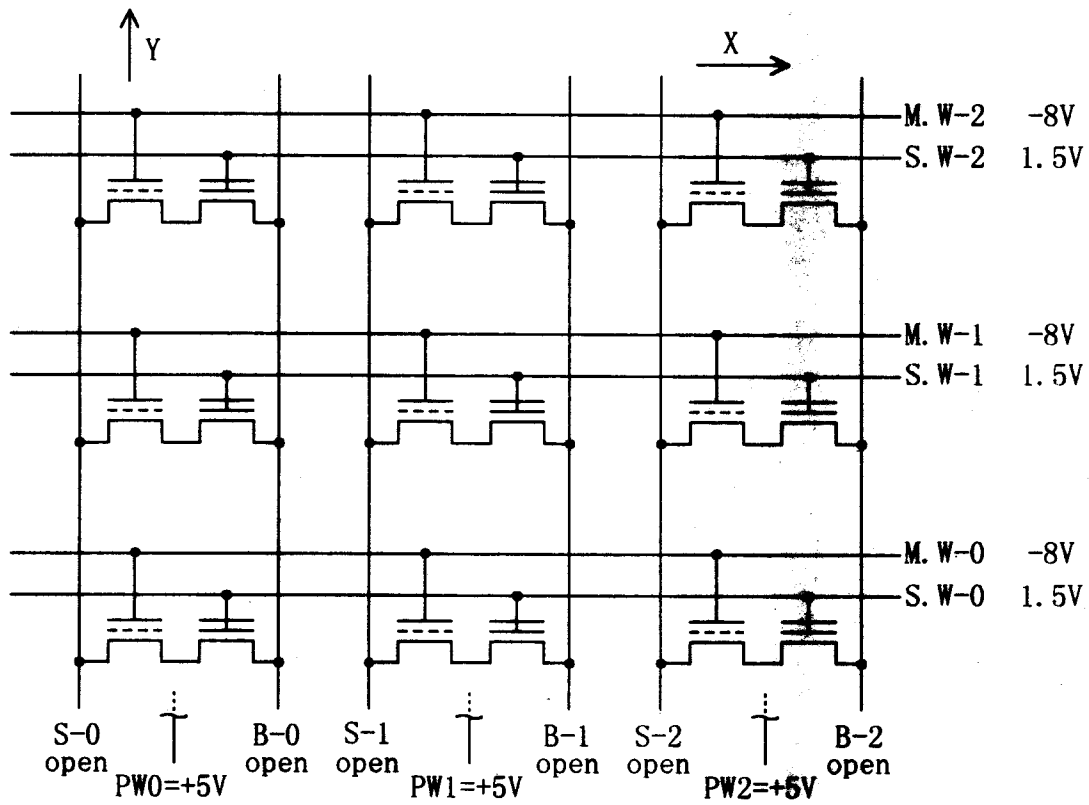 Y
X
M. W-2 -8V
S. W-2 1.5V
M. W-1 -8V
S. W-1 1.5V
M. W-0 -8V
S. W-0 1.5V
S-0 B-0 S-1 B-1 S-2 B-2
open open open open open open
PW0=+5V PW1=+5V PW2=+5V